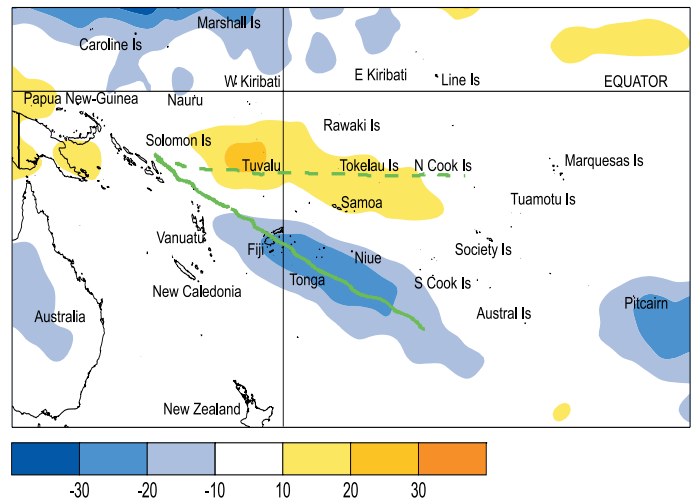 Marshall Is
Caroline Is
W Kiribati
E Kiribati
Line Is
EQUATOR
Papua New-Guinea
Nauru
Rawaki Is
Solomon Is
Tuvalu
Tokelau Is
N Cook Is
Marquesas Is
Tuamotu Is
Samoa
Vanuatu
Fiji
Niue
Society Is
Tonga
S Cook Is
New Caledonia
Pitcairn
Australia
Austral Is
New Zealand
-30 -20 -10 10 20 30